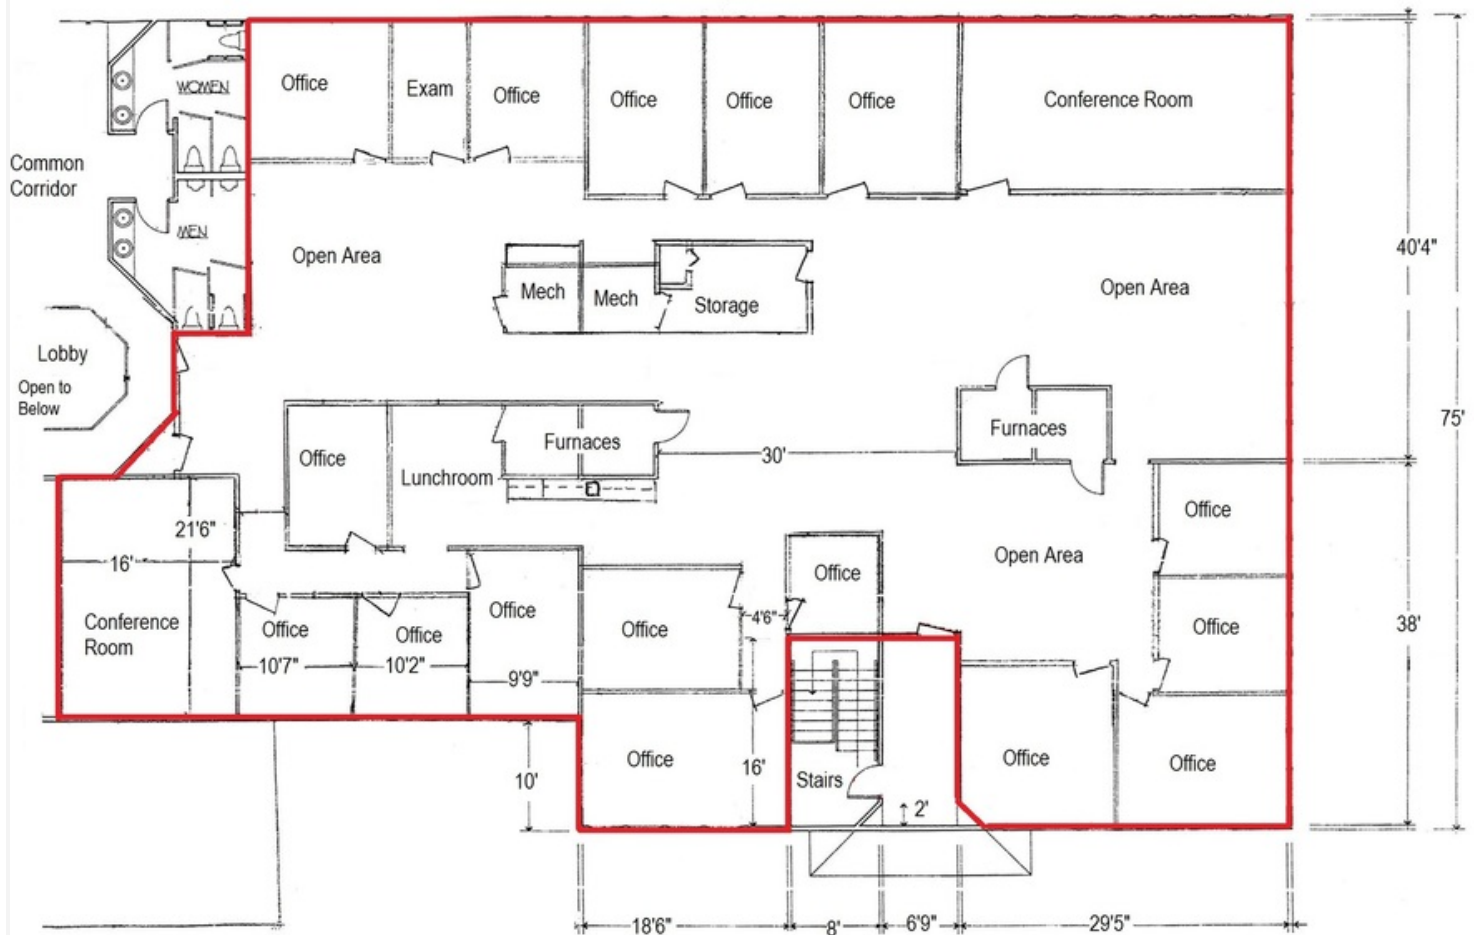 Office
Exam
Office
Office
Office
Office
Conference Room
WOMEN
Common
Corridor
MEN
Open Area
Mech
Mech
Storage
Open Area
40'4"
Lobby
Open to
Below
75'
Office
Lunchroom
Furnaces
30'
Furnaces
Office
21'6"
16'
Open Area
Office
Conference
Room
Office
10'7"
Office
10'2"
Office
9'9"
Office
4'6"
Office
38'
10'
Office
16'
Stairs
2'
Office
Office
18'6"
8'
6'9"
29'5"